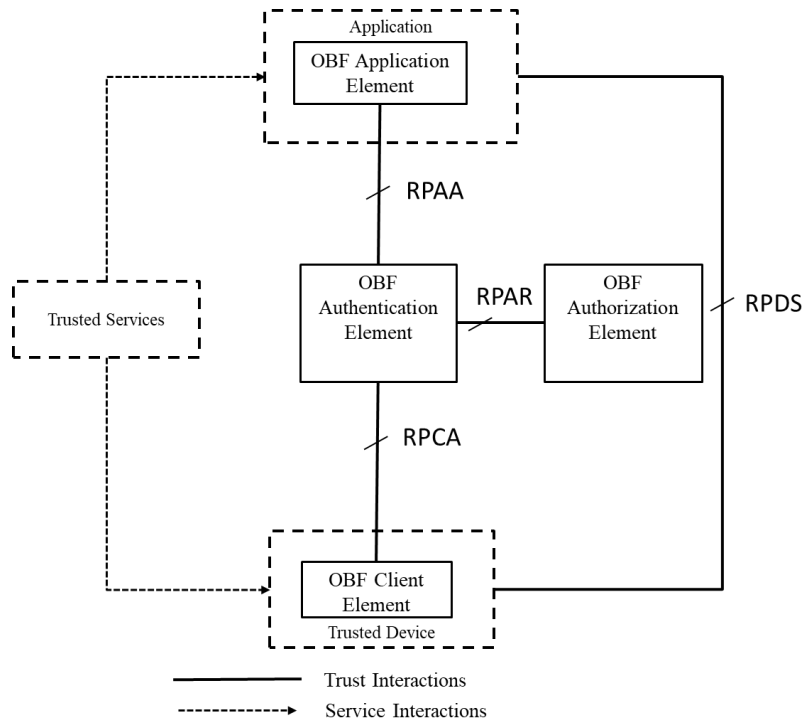 Application
OBF Application
Element
RPAA
OBF
Authentication
Element
RPAR
OBF
Authorization
Element
RPDS
Trusted Services
RPCA
OBF Client
Element
Trusted Device
Trust Interactions
Service Interactions